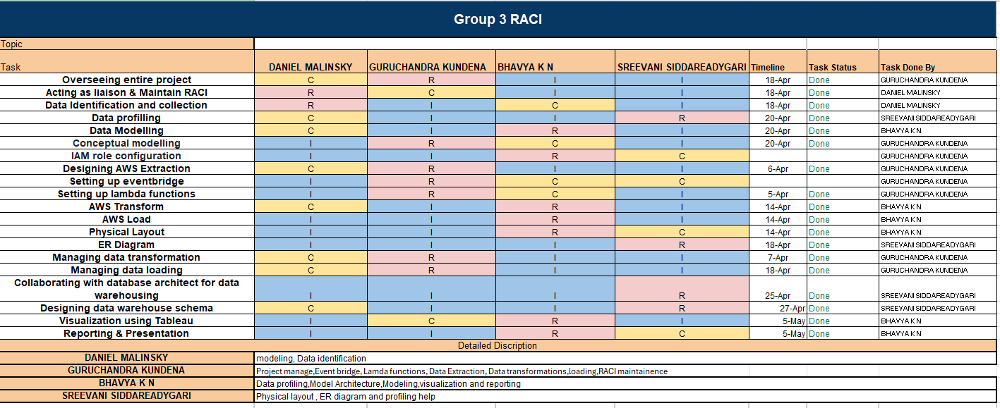 Group 3 RACI
Topic
Task DANIEL MALINSKY GURUCHANDRA KUNDENA BHAVYA K N SREEVANI SIDDAREADYGARI Timeline Task Status Task Done By
Overseeing entire project C R I I 18-Apr Done GURUCHANDRA KUNDENA
Acting as liaison & Maintain RACI R C I I 18-Apr Done DANIEL MALINSKY
Data Identification and collection R I C I 18-Apr Done DANIEL MALINSKY
Data profilling C I I R 20-Apr Done SREEVANI SIDDAREADYGARI
Data Modelling C I R I 20-Apr Done BHAVYA K N
Conceptual modelling I R C I 20-Apr Done GURUCHANDRA KUNDENA
IAM role configuration I I R C GURUCHANDRA KUNDENA
Designing AWS Extraction C R I I 6-Apr Done GURUCHANDRA KUNDENA
Setting up eventbridge I R C C GURUCHANDRA KUNDENA
Setting up lambda functions I R C I 5-Apr Done GURUCHANDRA KUNDENA
AWS Transform C I R I 14-Apr Done BHAVYA K N
AWS Load I I R I 14-Apr Done BHAVYA K N
Physical Layout I I R C 14-Apr Done BHAVYA K N
ER Diagram I I I R 18-Apr Done SREEVANI SIDDAREADYGARI
Managing data transformation C R I I 7-Apr Done GURUCHANDRA KUNDENA
Managing data loading C R I I 18-Apr Done GURUCHANDRA KUNDENA
Collaborating with database architect for data
warehousing I I I R 25-Apr Done SREEVANI SIDDAREADYGARI
Designing data warehouse schema C I I R 27-Apr Done SREEVANI SIDDAREADYGARI
Visualization using Tableau I C R I 5-May Done BHAVYA K N
Reporting & Presentation I I R C 5-May Done BHAVYA K N
Detailed Discription
DANIEL MALINSKY modeling, Data identification
GURUCHANDRA KUNDENA Project manage,Event bridge, Lamda functions, Data Extraction, Data transformations,loading,RACI maintainence
BHAVYA K N Data profiling,Model Architecture,Modeling,visualization and reporting
SREEVANI SIDDAREADYGARI Physical layout , ER diagram and profiling help